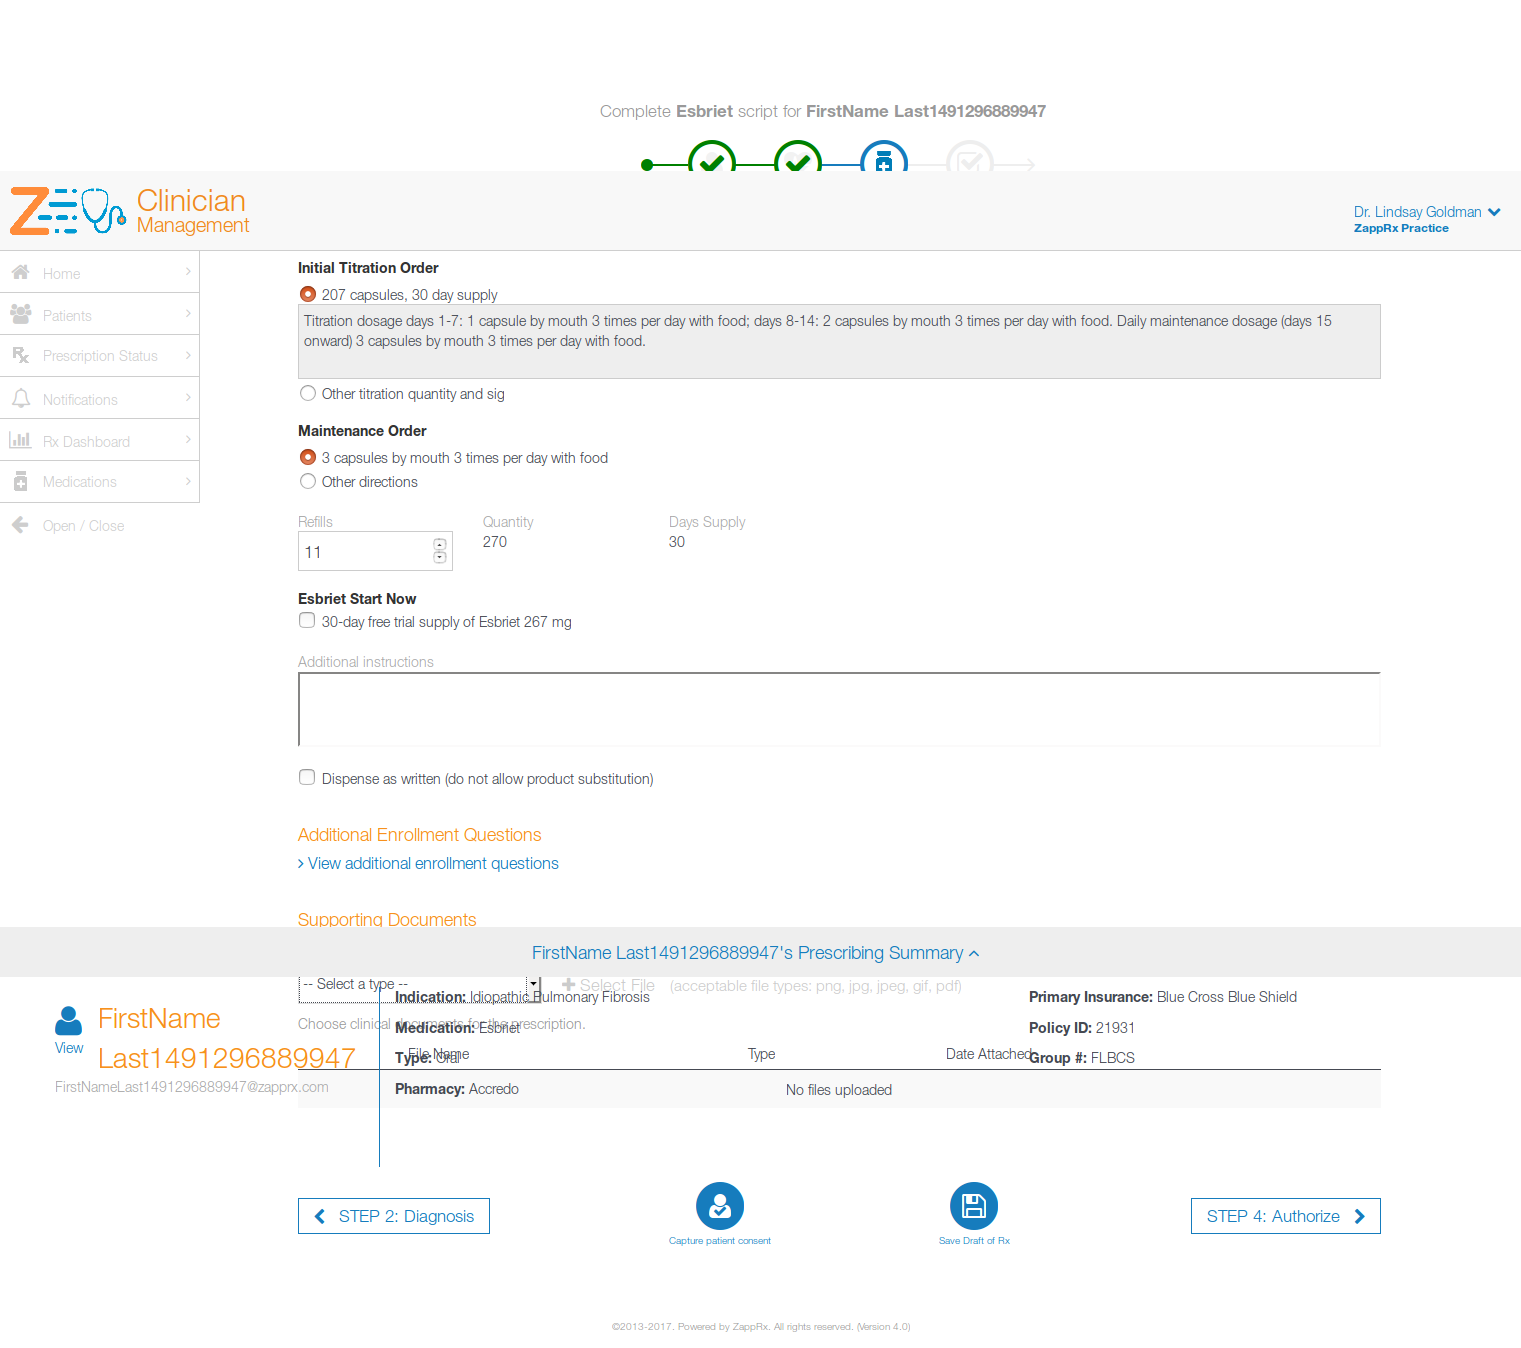 Complete Esbriet script for FirstName Last1491296889947
Clinician
Management
Dr. Lindsay Goldman
ZappRx Practice
Home
Patients
Prescription Status
Notifications
Rx Dashboard
Medications
Open / Close
Initial Titration Order
207 capsules, 30 day supply
Titration dosage days 1-7: 1 capsule by mouth 3 times per day with food; days 8-14: 2 capsules by mouth 3 times per day with food. Daily maintenance dosage (days 15
onward) 3 capsules by mouth 3 times per day with food.
Other titration quantity and sig
Maintenance Order
3 capsules by mouth 3 times per day with food
Other directions
Refills Quantity Days Supply
11 270 30
Esbriet Start Now
30-day free trial supply of Esbriet 267 mg
Additional instructions
Dispense as written (do not allow product substitution)
Additional Enrollment Questions
View additional enrollment questions
Supporting Documents
FirstName Last1491296889947's Prescribing Summary
-- Select a type -- Select File (acceptable file types: png, jpg, jpeg, gif, pdf)
Choose clinical documents for the prescription.
File Name Type Date Attached
No files uploaded
FirstName
Last1491296889947
View
FirstNameLast1491296889947@zapprx.com
Indication: Idiopathic Pulmonary Fibrosis
Medication: Esbriet
Type: Oral
Pharmacy: Accredo
Primary Insurance: Blue Cross Blue Shield
Policy ID: 21931
Group #: FLBCS
STEP 2: Diagnosis
Capture patient consent
Save Draft of Rx
STEP 4: Authorize
©2013-2017. Powered by ZappRx. All rights reserved. (Version 4.0)